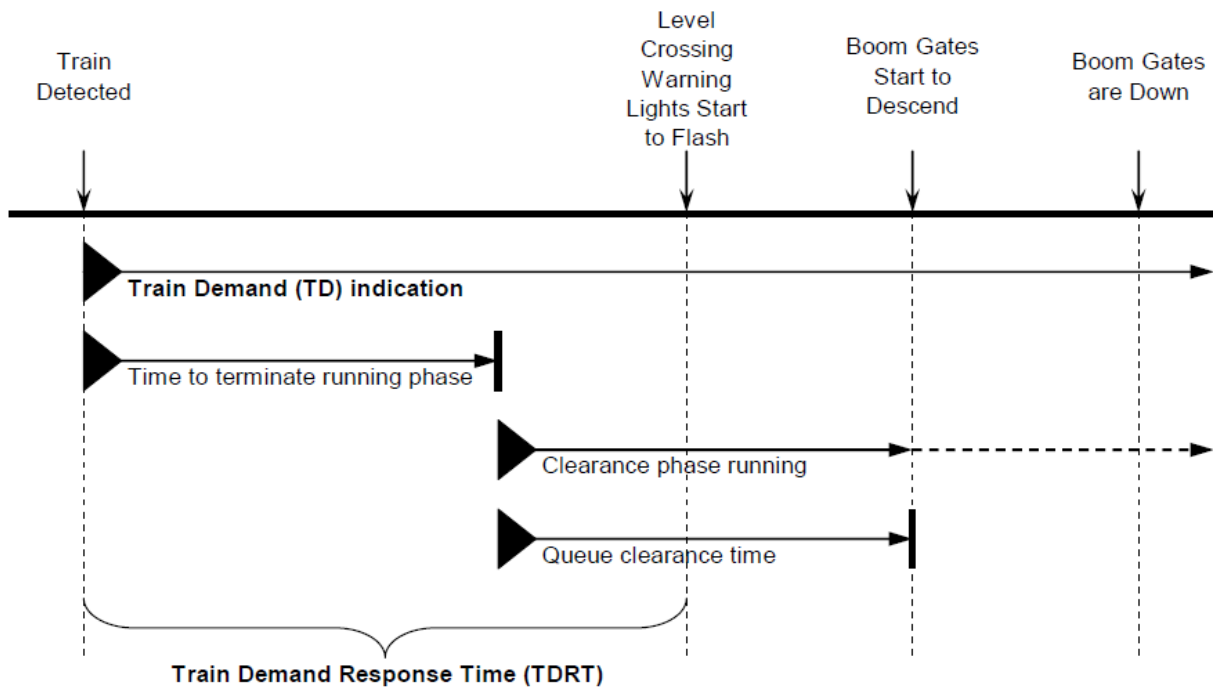 Train
Detected
Level
Crossing
Warning
Lights Start
to Flash
Boom Gates
Start to
Descend
Boom Gates
are Down
Train Demand (TD) indication
Time to terminate running phase
Clearance phase running
Queue clearance time
Train Demand Response Time (TDRT)